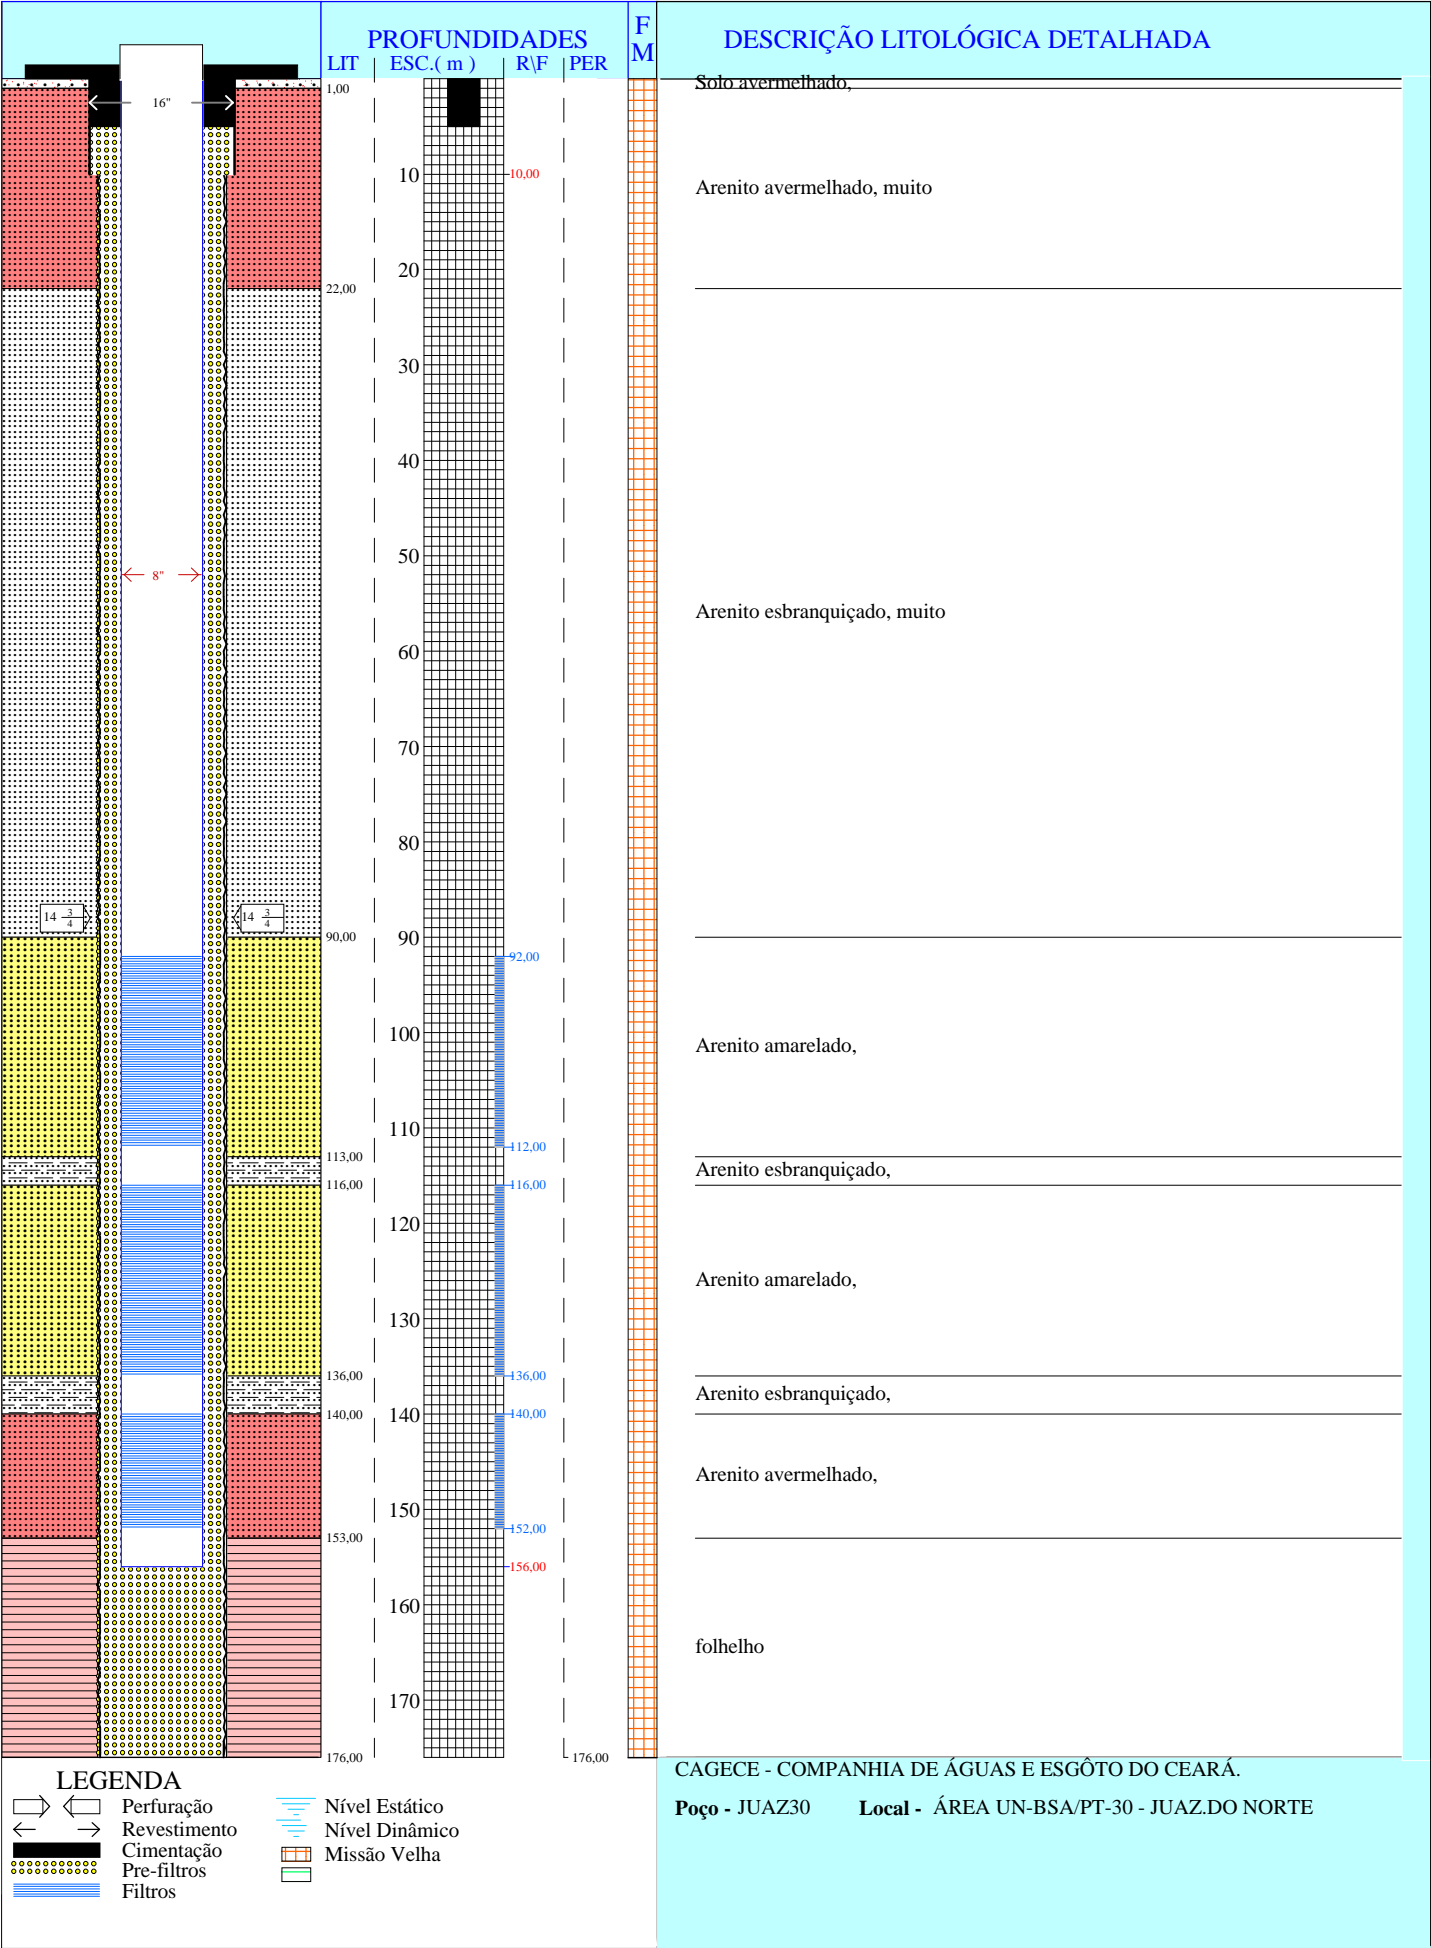 PROFUNDIDADES
F
M
DESCRIÇÃO LITOLÓGICA DETALHADA
LIT
ESC.( m )
R\F
PER
Solo avermelhado,
1,00
16"
10
10,00
Arenito avermelhado, muito
20
22,00
30
40
50
8"
Arenito esbranquiçado, muito
60
70
80
14 3/4
14 3/4
90,00
90
92,00
100
Arenito amarelado,
110
112,00
113,00
Arenito esbranquiçado,
116,00
116,00
120
Arenito amarelado,
130
136,00
136,00
Arenito esbranquiçado,
140,00
140
140,00
Arenito avermelhado,
150
152,00
153,00
156,00
160
folhelho
170
176,00
176,00
CAGECE - COMPANHIA DE ÁGUAS E ESGÔTO DO CEARÁ.
Poço - JUAZ30 Local - ÁREA UN-BSA/PT-30 - JUAZ.DO NORTE
LEGENDA
Perfuração
Revestimento
Cimentação
Pre-filtros
Filtros
Nível Estático
Nível Dinâmico
Missão Velha